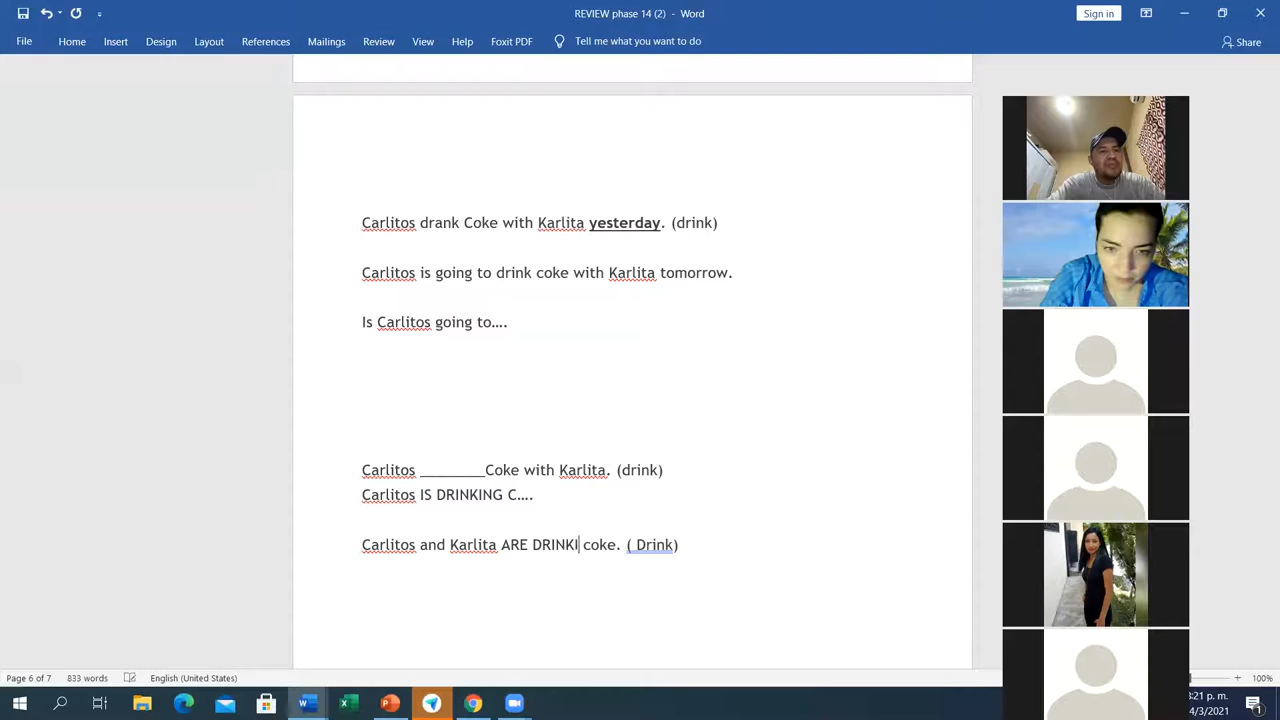 REVIEW phase 14 (2) - Word
Sign in
File Home Insert Design Layout References Mailings Review View Help Foxit PDF Tell me what you want to do
Share
Carlitos drank Coke with Karlita yesterday. (drink)
Carlitos is going to drink coke with Karlita tomorrow.
Is Carlitos going to….
Carlitos ________Coke with Karlita. (drink)
Carlitos IS DRINKING C….
Carlitos and Karlita ARE DRINKI coke. ( Drink)
Page 6 of 7 833 words English (United States)
100%
8:21 p. m.
4/3/2021